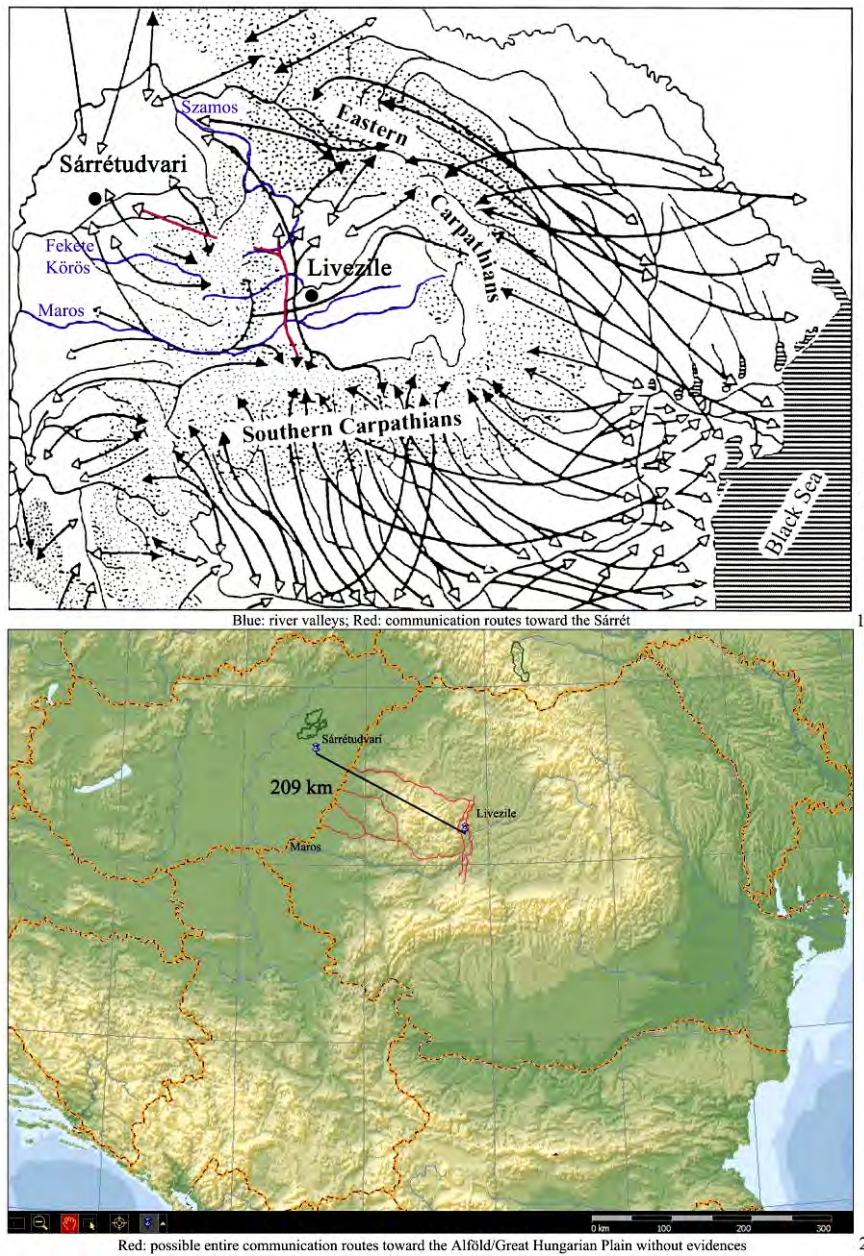 Szamos
Eastern
Carpathians
Sárrétudvari
Fekete
Körös
Livezile
Maros
Southern Carpathians
Black Sea
Blue: river valleys; Red: communication routes toward the Sárrét
1
Sárrétudvari
209 km
Livezile
Maros
0 km 100 200 300
Red: possible entire communication routes toward the Alföld/Great Hungarian Plain without evidences
2